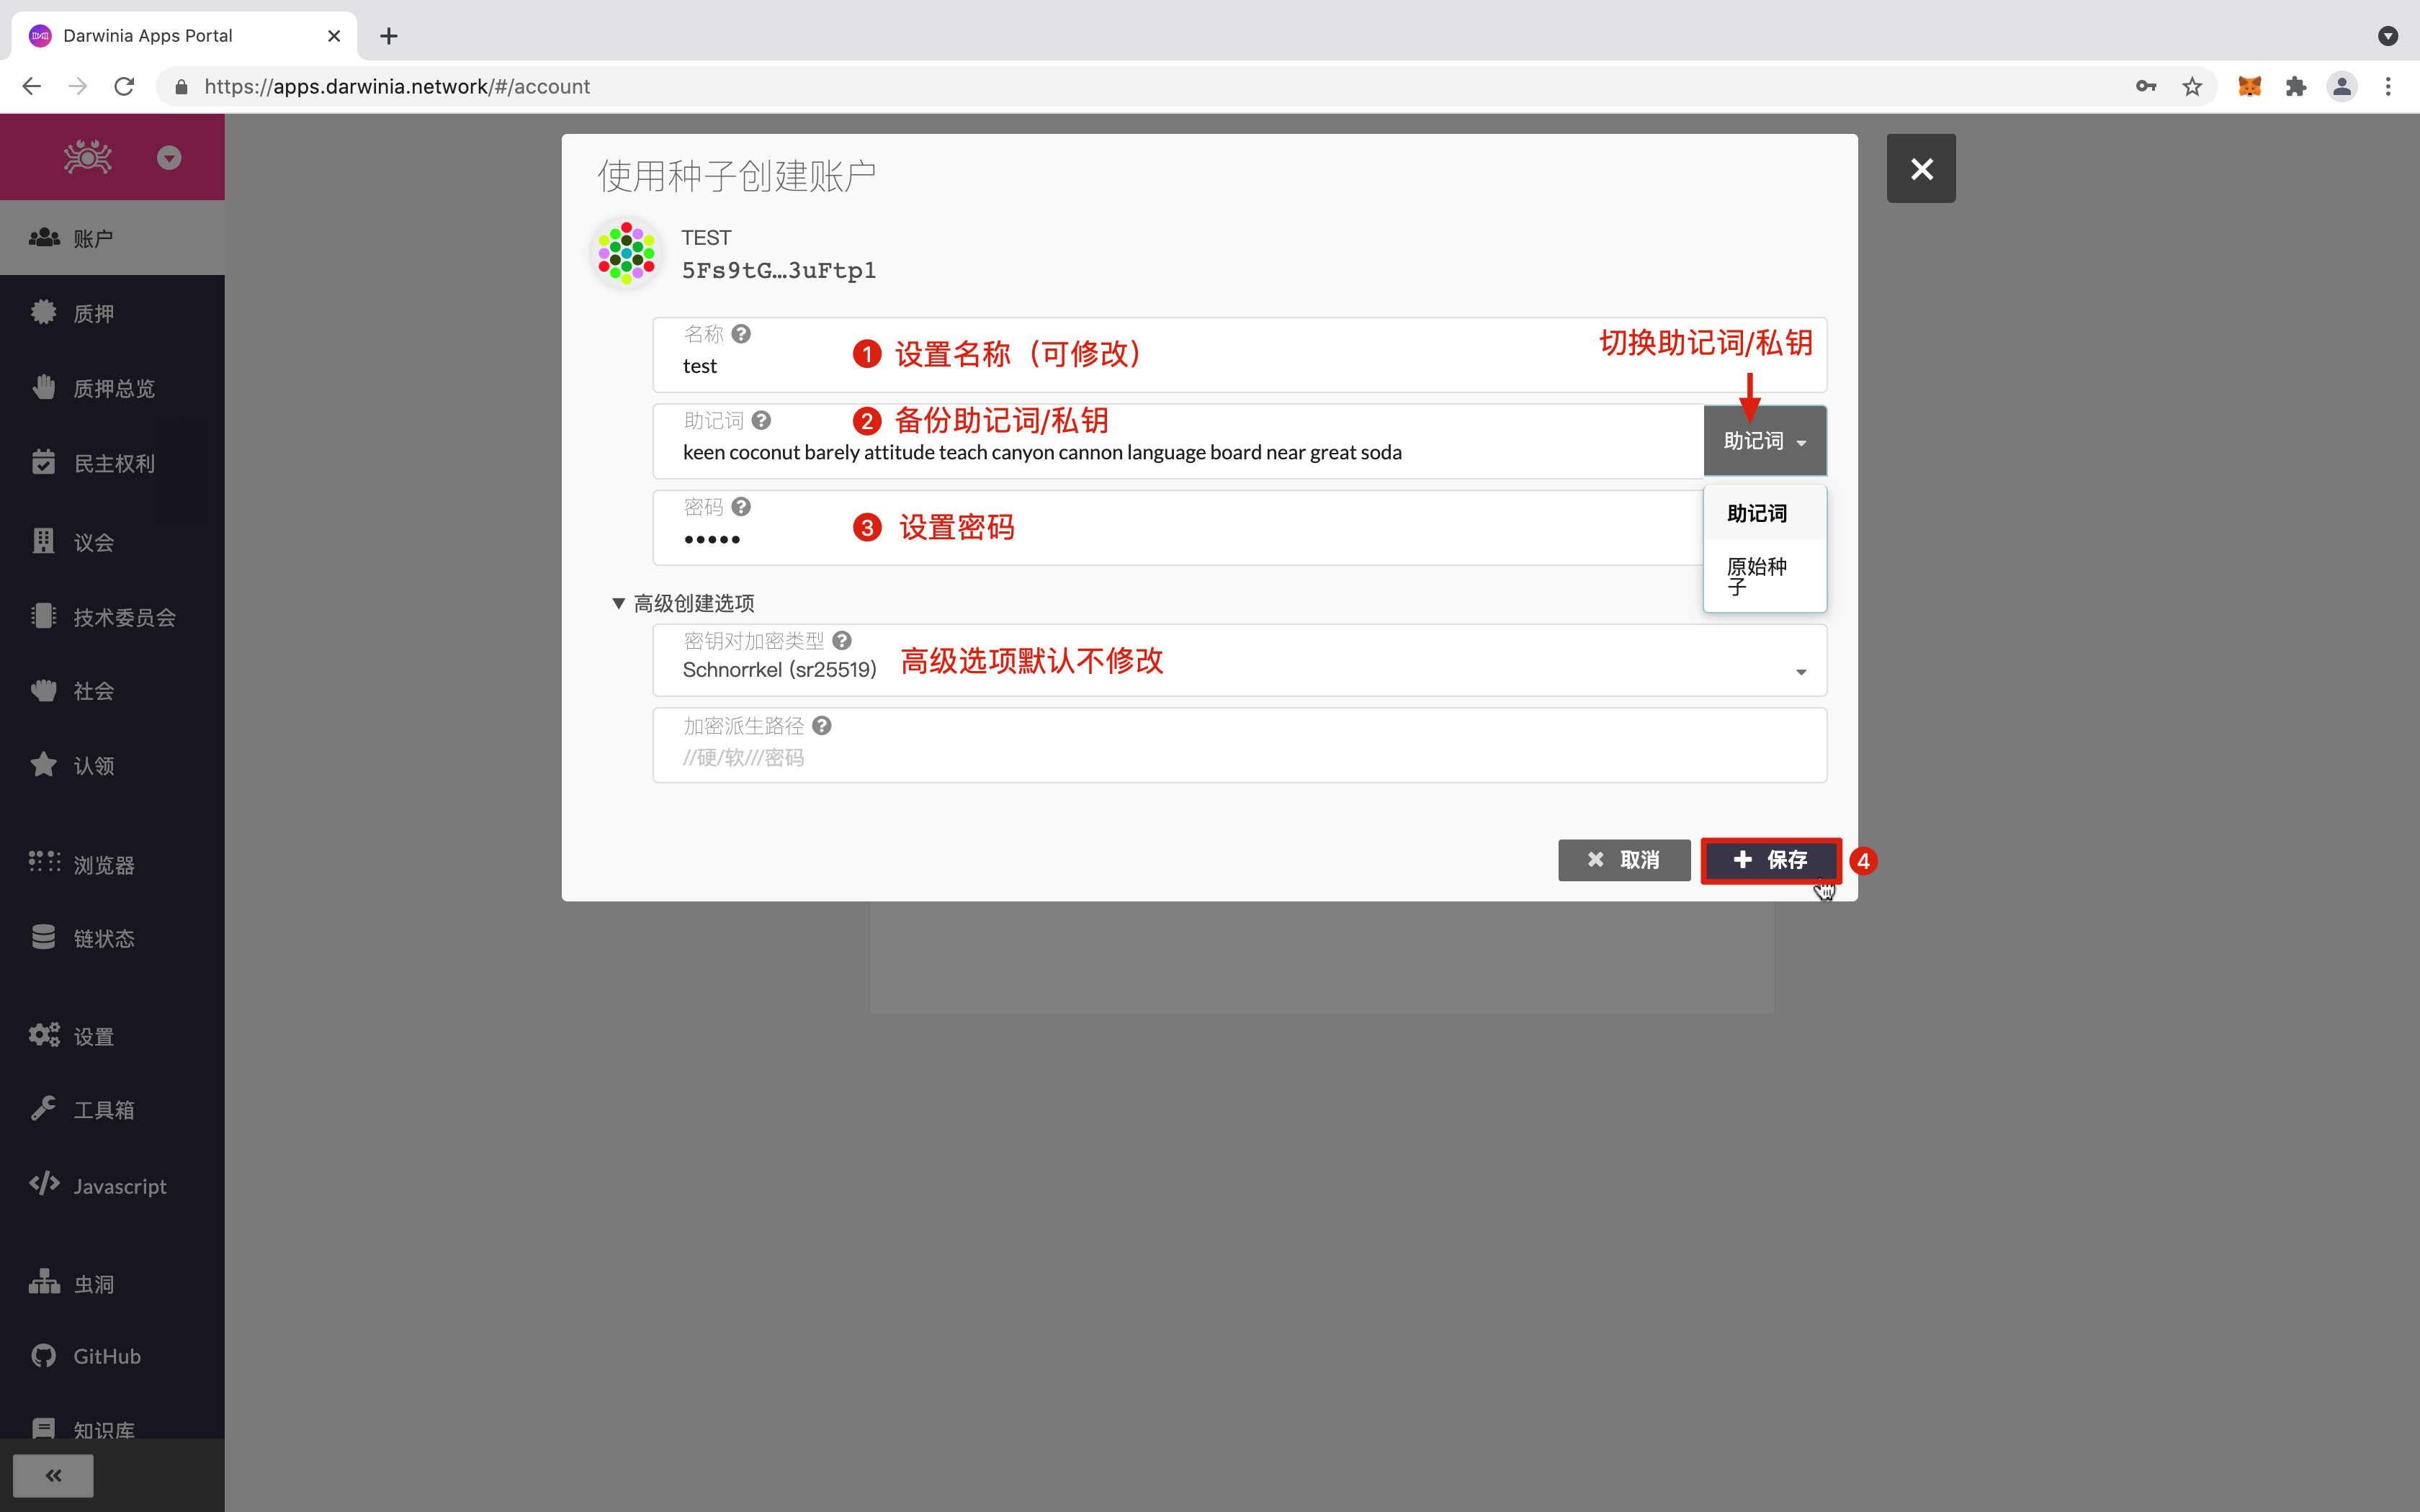 Darwinia Apps Portal
https://apps.darwinia.network/#/account
账户
质押
质押总览
民主权利
议会
技术委员会
社会
认领
浏览器
链状态
设置
工具箱
Javascript
虫洞
GitHub
知识库
使用种子创建账户
TEST
5Fs9tG…3uFtp1
名称
test
1 设置名称（可修改）
切换助记词/私钥
助记词
2 备份助记词/私钥
keen coconut barely attitude teach canyon cannon language board near great soda
助记词
助记词
原始种
子
密码
•••••
3 设置密码
高级创建选项
密钥对加密类型
Schnorrkel (sr25519)
高级选项默认不修改
加密派生路径
//硬/软///密码
取消
保存
4